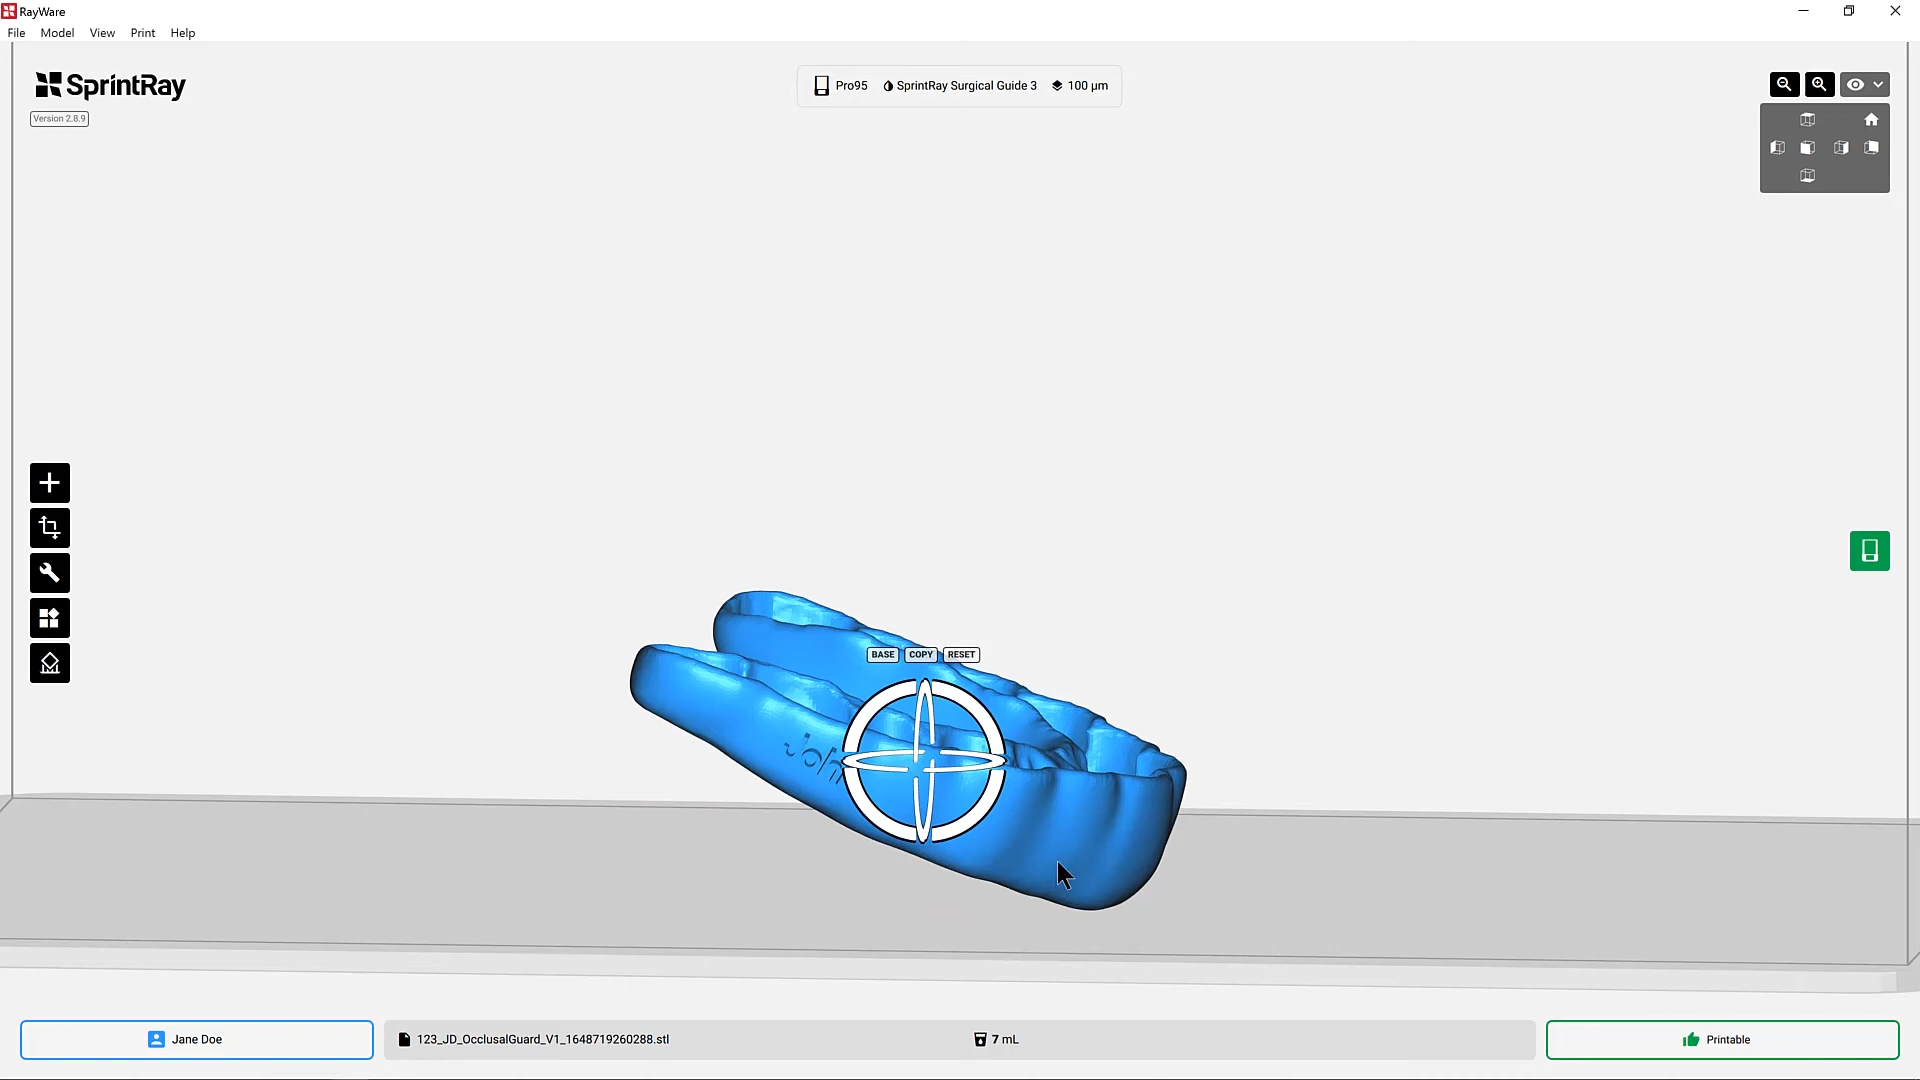 RayWare
File Model View Print Help
SprintRay
Version 2.8.9
Pro95 SprintRay Surgical Guide 3 100 µm
BASE COPY RESET
Jane Doe
123_JD_OcclusalGuard_V1_1648719260288.stl
7 mL
Printable